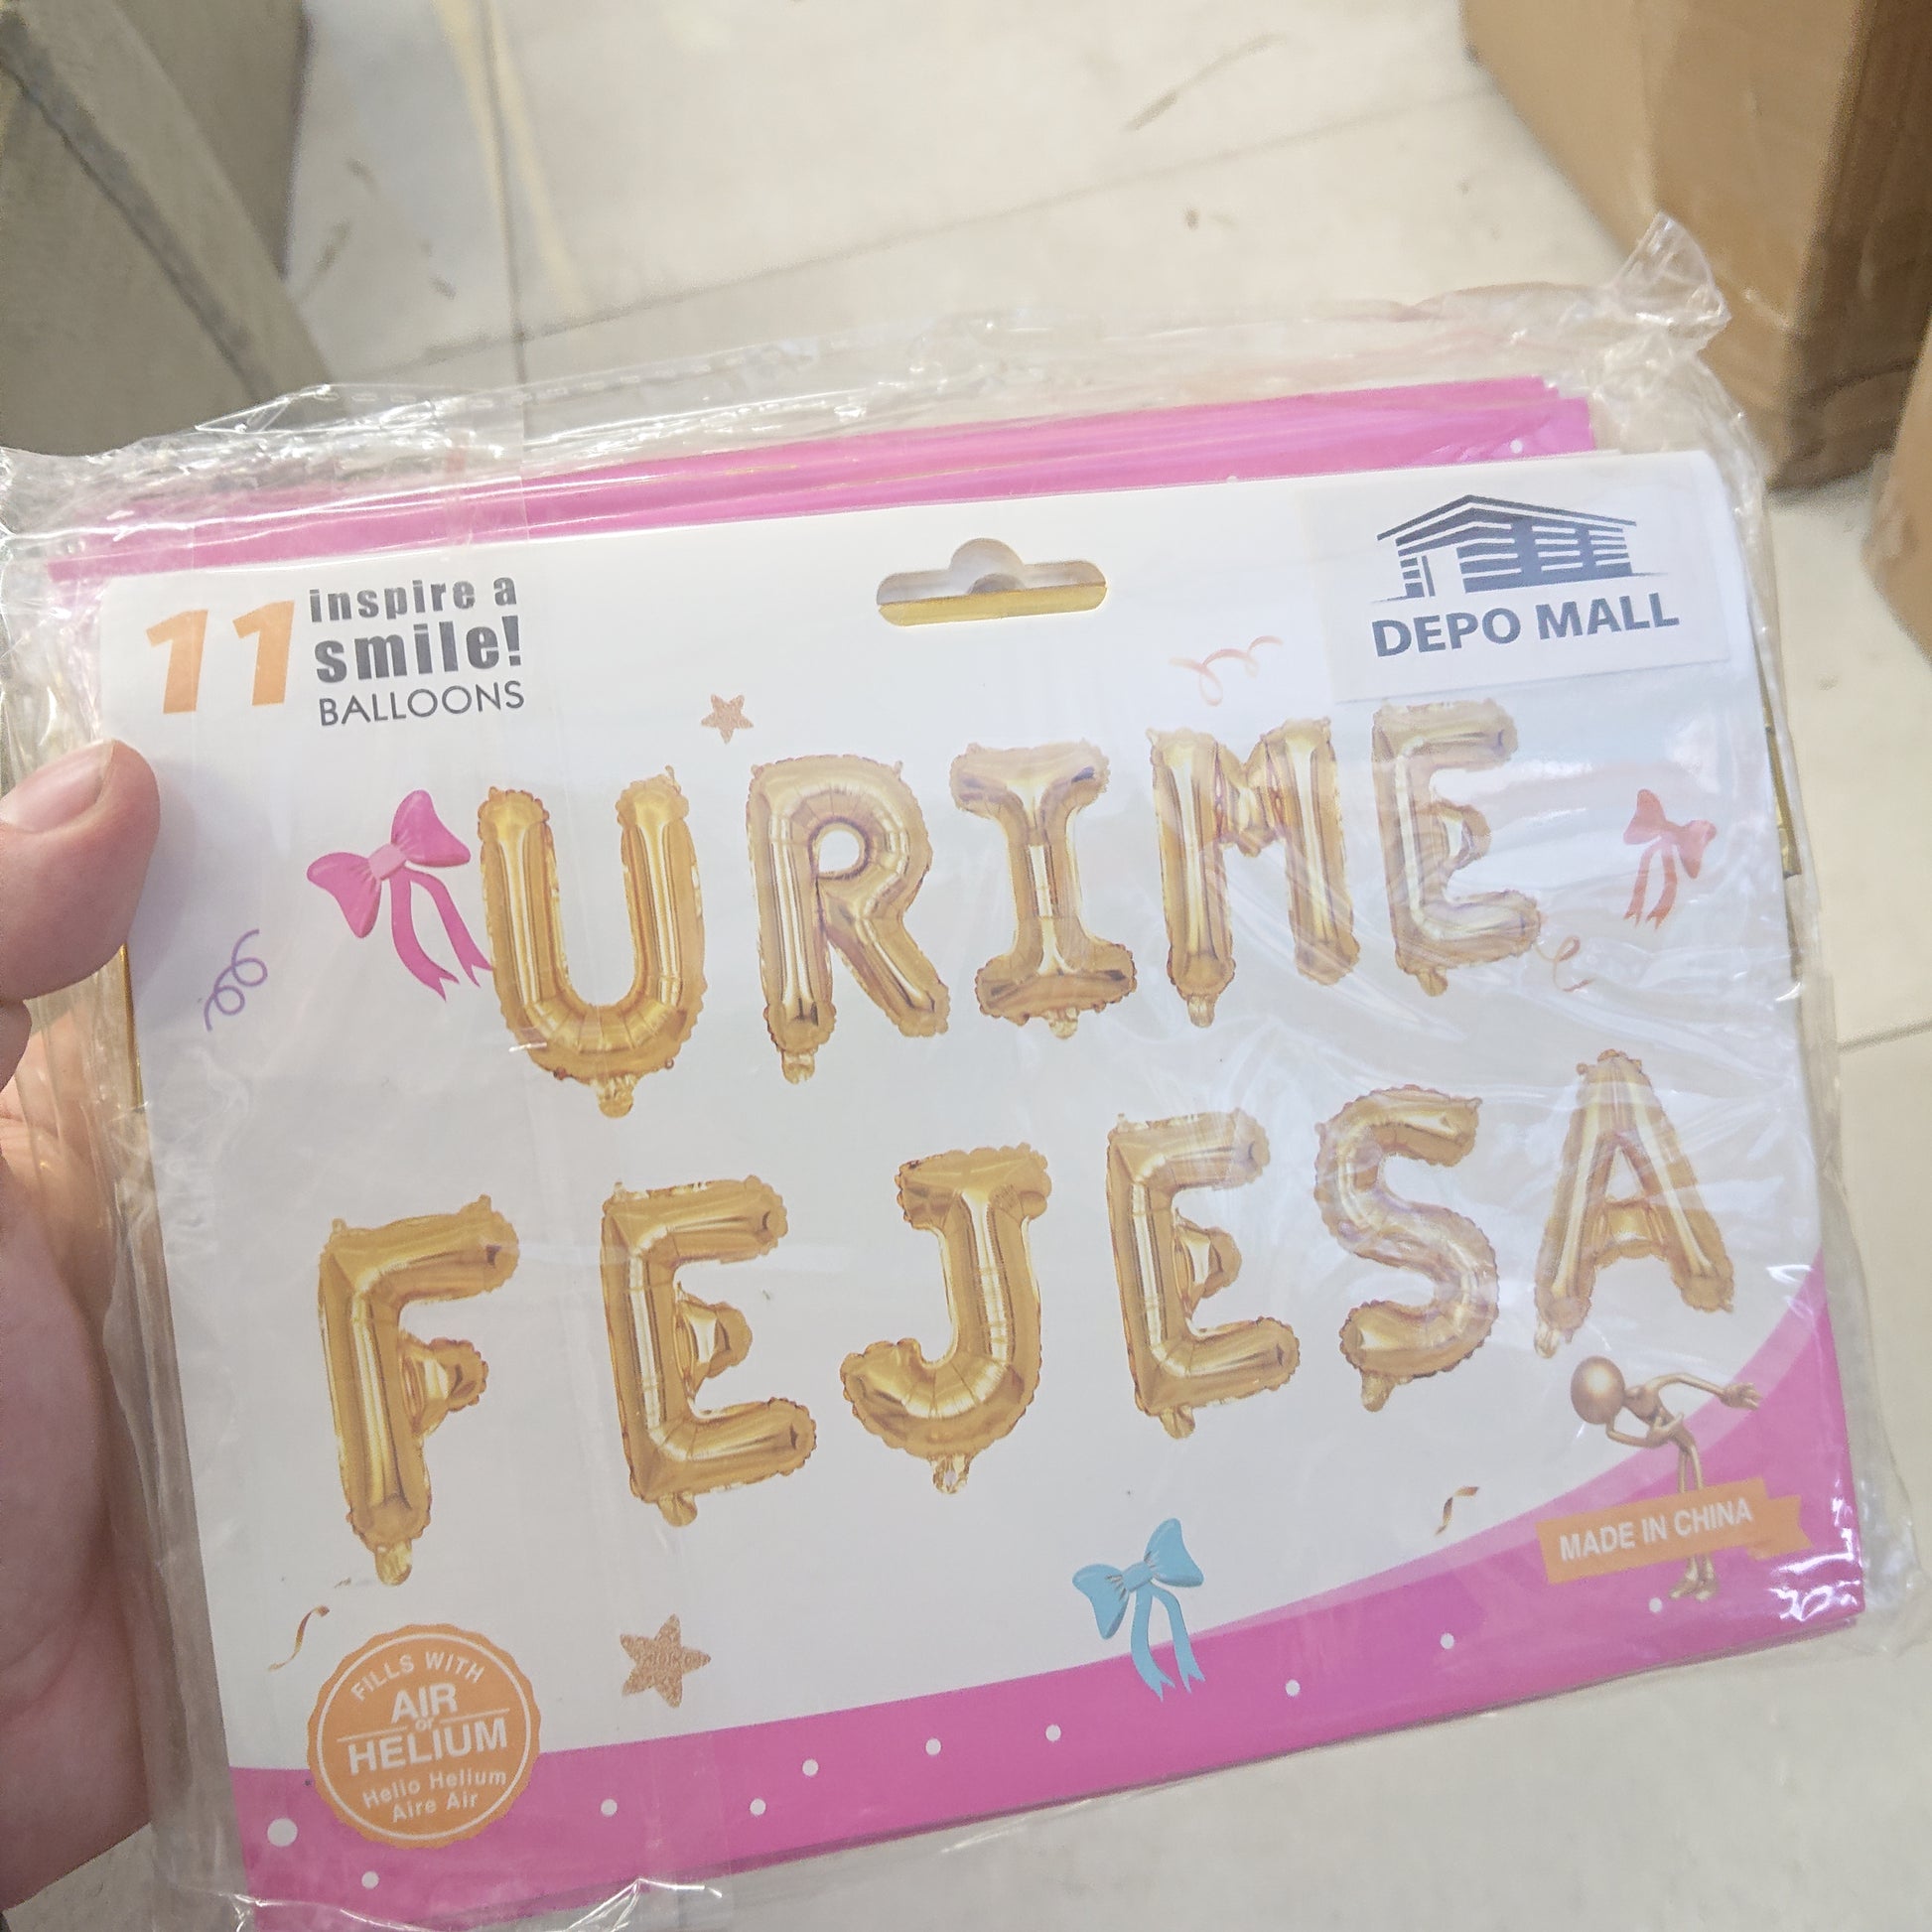 11
inspire a
smile!
BALLOONS
DEPO MALL
URIME
FEJESA
MADE IN CHINA
FILLS WITH
AIR
or
HELIUM
Helio Helium
Aire Air